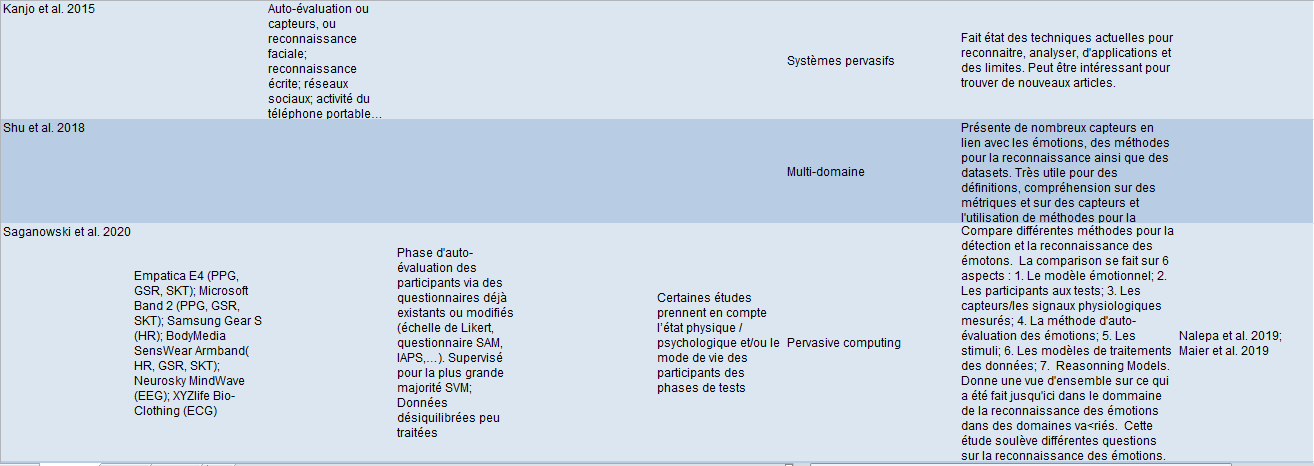 Kanjo et al. 2015
Auto-évaluation ou
capteurs, ou
reconnaissance
faciale;
reconnaissance
écrite; réseaux
sociaux; activité du
téléphone portable…
Systèmes pervasifs
Fait état des techniques actuelles pour
reconnaitre, analyser, d'applications et
des limites. Peut être intéressant pour
trouver de nouveaux articles.
Shu et al. 2018
Multi-domaine
Présente de nombreux capteurs en
lien avec les émotions, des méthodes
pour la reconnaissance ainsi que des
datasets. Très utile pour des
définitions, compréhension sur des
métriques et sur des capteurs et
l'utilisation de méthodes pour la
Saganowski et al. 2020
Empatica E4 (PPG,
GSR, SKT); Microsoft
Band 2 (PPG, GSR,
SKT); Samsung Gear S
(HR); BodyMedia
SensWear Armband(
HR, GSR, SKT);
Neurosky MindWave
(EEG); XYZlife Bio-
Clothing (ECG)
Phase d'auto-
évaluation des
participants via des
questionnaires déjà
existants ou modifiés
(échelle de Likert,
questionnaire SAM,
IAPS,…). Supervisé
pour la plus grande
majorité SVM;
Données
désiquilibrées peu
traitées
Certaines études
prennent en compte
l'état physique /
psychologique et/ou le
mode de vie des
participants des
phases de tests
Pervasive computing
Compare différentes méthodes pour la
détection et la reconnaissance des
émotons.  La comparaison se fait sur 6
aspects : 1. Le modèle émotionnel; 2.
Les participants aux tests; 3. Les
capteurs/les signaux physiologiques
mesurés; 4. La méthode d'auto-
évaluation des émotions; 5. Les
stimuli; 6. Les modèles de traitements
des données; 7.  Reasonning Models.
Donne une vue d'ensemble sur ce qui
a été fait jusqu'ici dans le dommaine
de la reconnaissance des émotions
dans des domaines va<riés.  Cette
étude soulève différentes questions
sur la reconnaissance des émotions.
Nalepa et al. 2019;
Maier et al. 2019